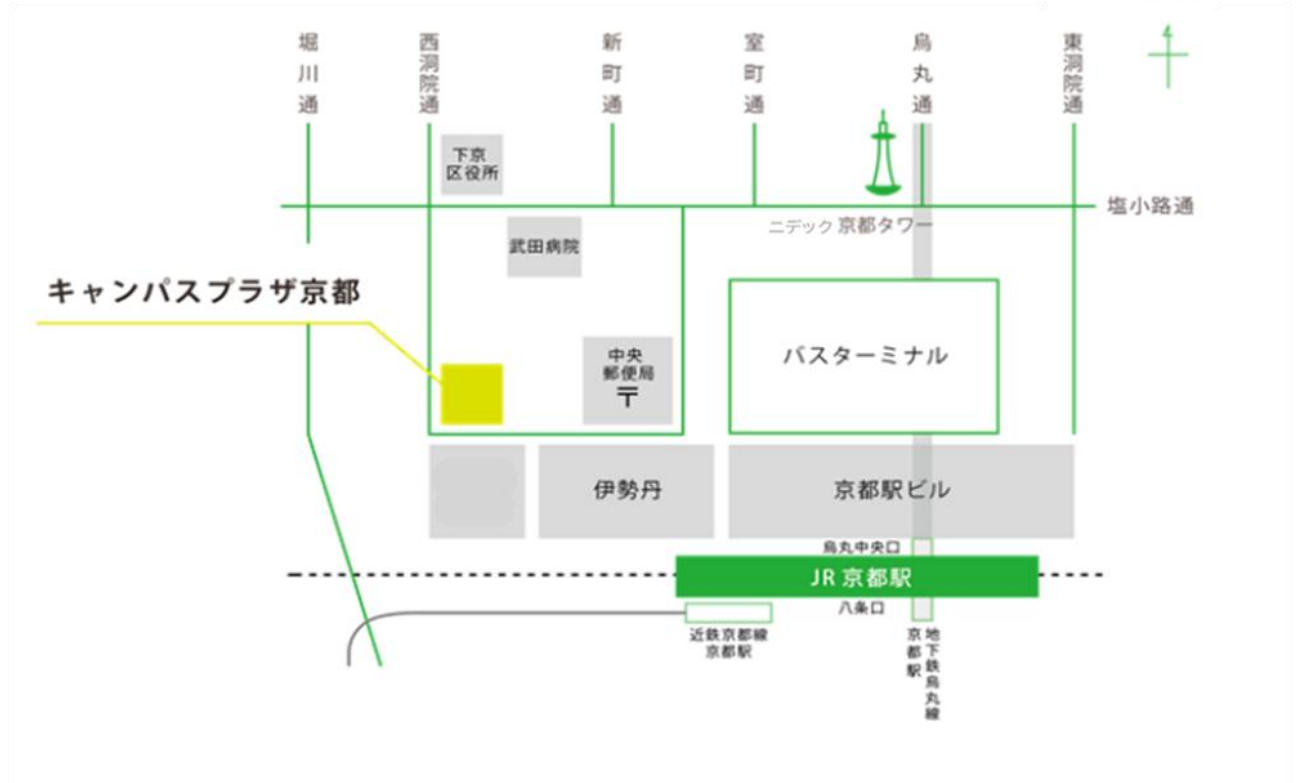 堀川通
西洞院通
新町通
室町通
烏丸通
東洞院通
下京
区役所
塩小路通
ニデック 京都タワー
武田病院
キャンパスプラザ京都
中央
郵便局
〒
バスターミナル
伊勢丹
京都駅ビル
烏丸中央口
JR 京都駅
八条口
近鉄京都線
京都駅
地下鉄烏丸線
京都駅